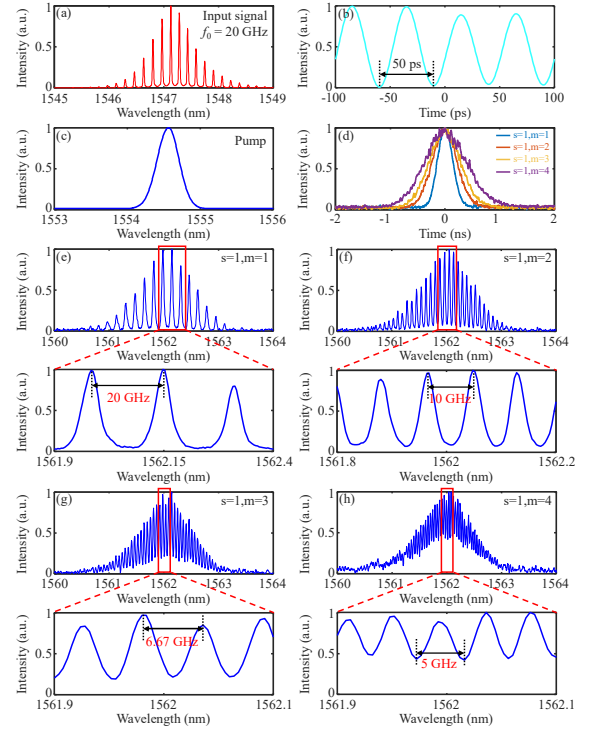 (a)
Input signal
f₀ = 20 GHz
Intensity (a.u.)
1
0.5
0
1545 1546 1547 1548 1549
Wavelength (nm)
(b)
50 ps
Intensity (a.u.)
1
0.5
0
-100 -50 0 50 100
Time (ps)
(c)
Pump
Intensity (a.u.)
1
0.5
0
1553 1554 1555 1556
Wavelength (nm)
(d)
s=1,m=1
s=1,m=2
s=1,m=3
s=1,m=4
Intensity (a.u.)
1
0.5
0
-2 -1 0 1 2
Time (ns)
(e)
s=1,m=1
Intensity (a.u.)
1
0.5
0
1560 1561 1562 1563 1564
Wavelength (nm)
(f)
s=1,m=2
Intensity (a.u.)
1
0.5
0
1560 1561 1562 1563 1564
Wavelength (nm)
20 GHz
Intensity (a.u.)
1
0.5
0
1561.9 1562.15 1562.4
Wavelength (nm)
10 GHz
Intensity (a.u.)
1
0.5
0
1561.8 1562 1562.2
Wavelength (nm)
(g)
s=1,m=3
Intensity (a.u.)
1
0.5
0
1560 1561 1562 1563 1564
Wavelength (nm)
(h)
s=1,m=4
Intensity (a.u.)
1
0.5
0
1560 1561 1562 1563 1564
Wavelength (nm)
6.67 GHz
Intensity (a.u.)
1
0.5
0
1561.9 1562 1562.1
Wavelength (nm)
5 GHz
Intensity (a.u.)
1
0.5
0
1561.9 1562 1562.1
Wavelength (nm)